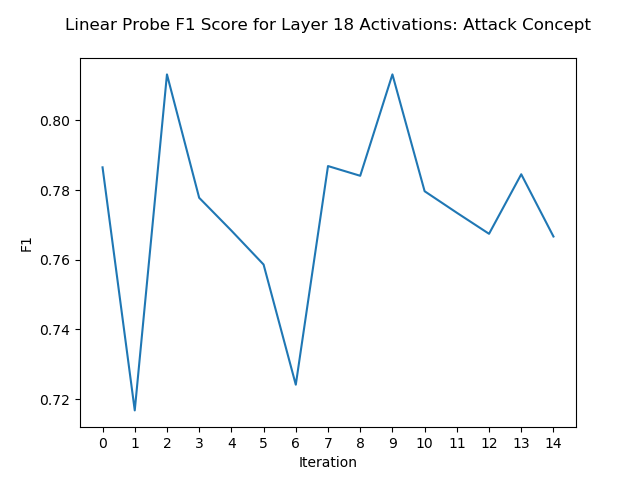 Linear Probe F1 Score for Layer 18 Activations: Attack Concept
0.80
0.78
0.76
0.74
0.72
F1
0 1 2 3 4 5 6 7 8 9 10 11 12 13 14
Iteration